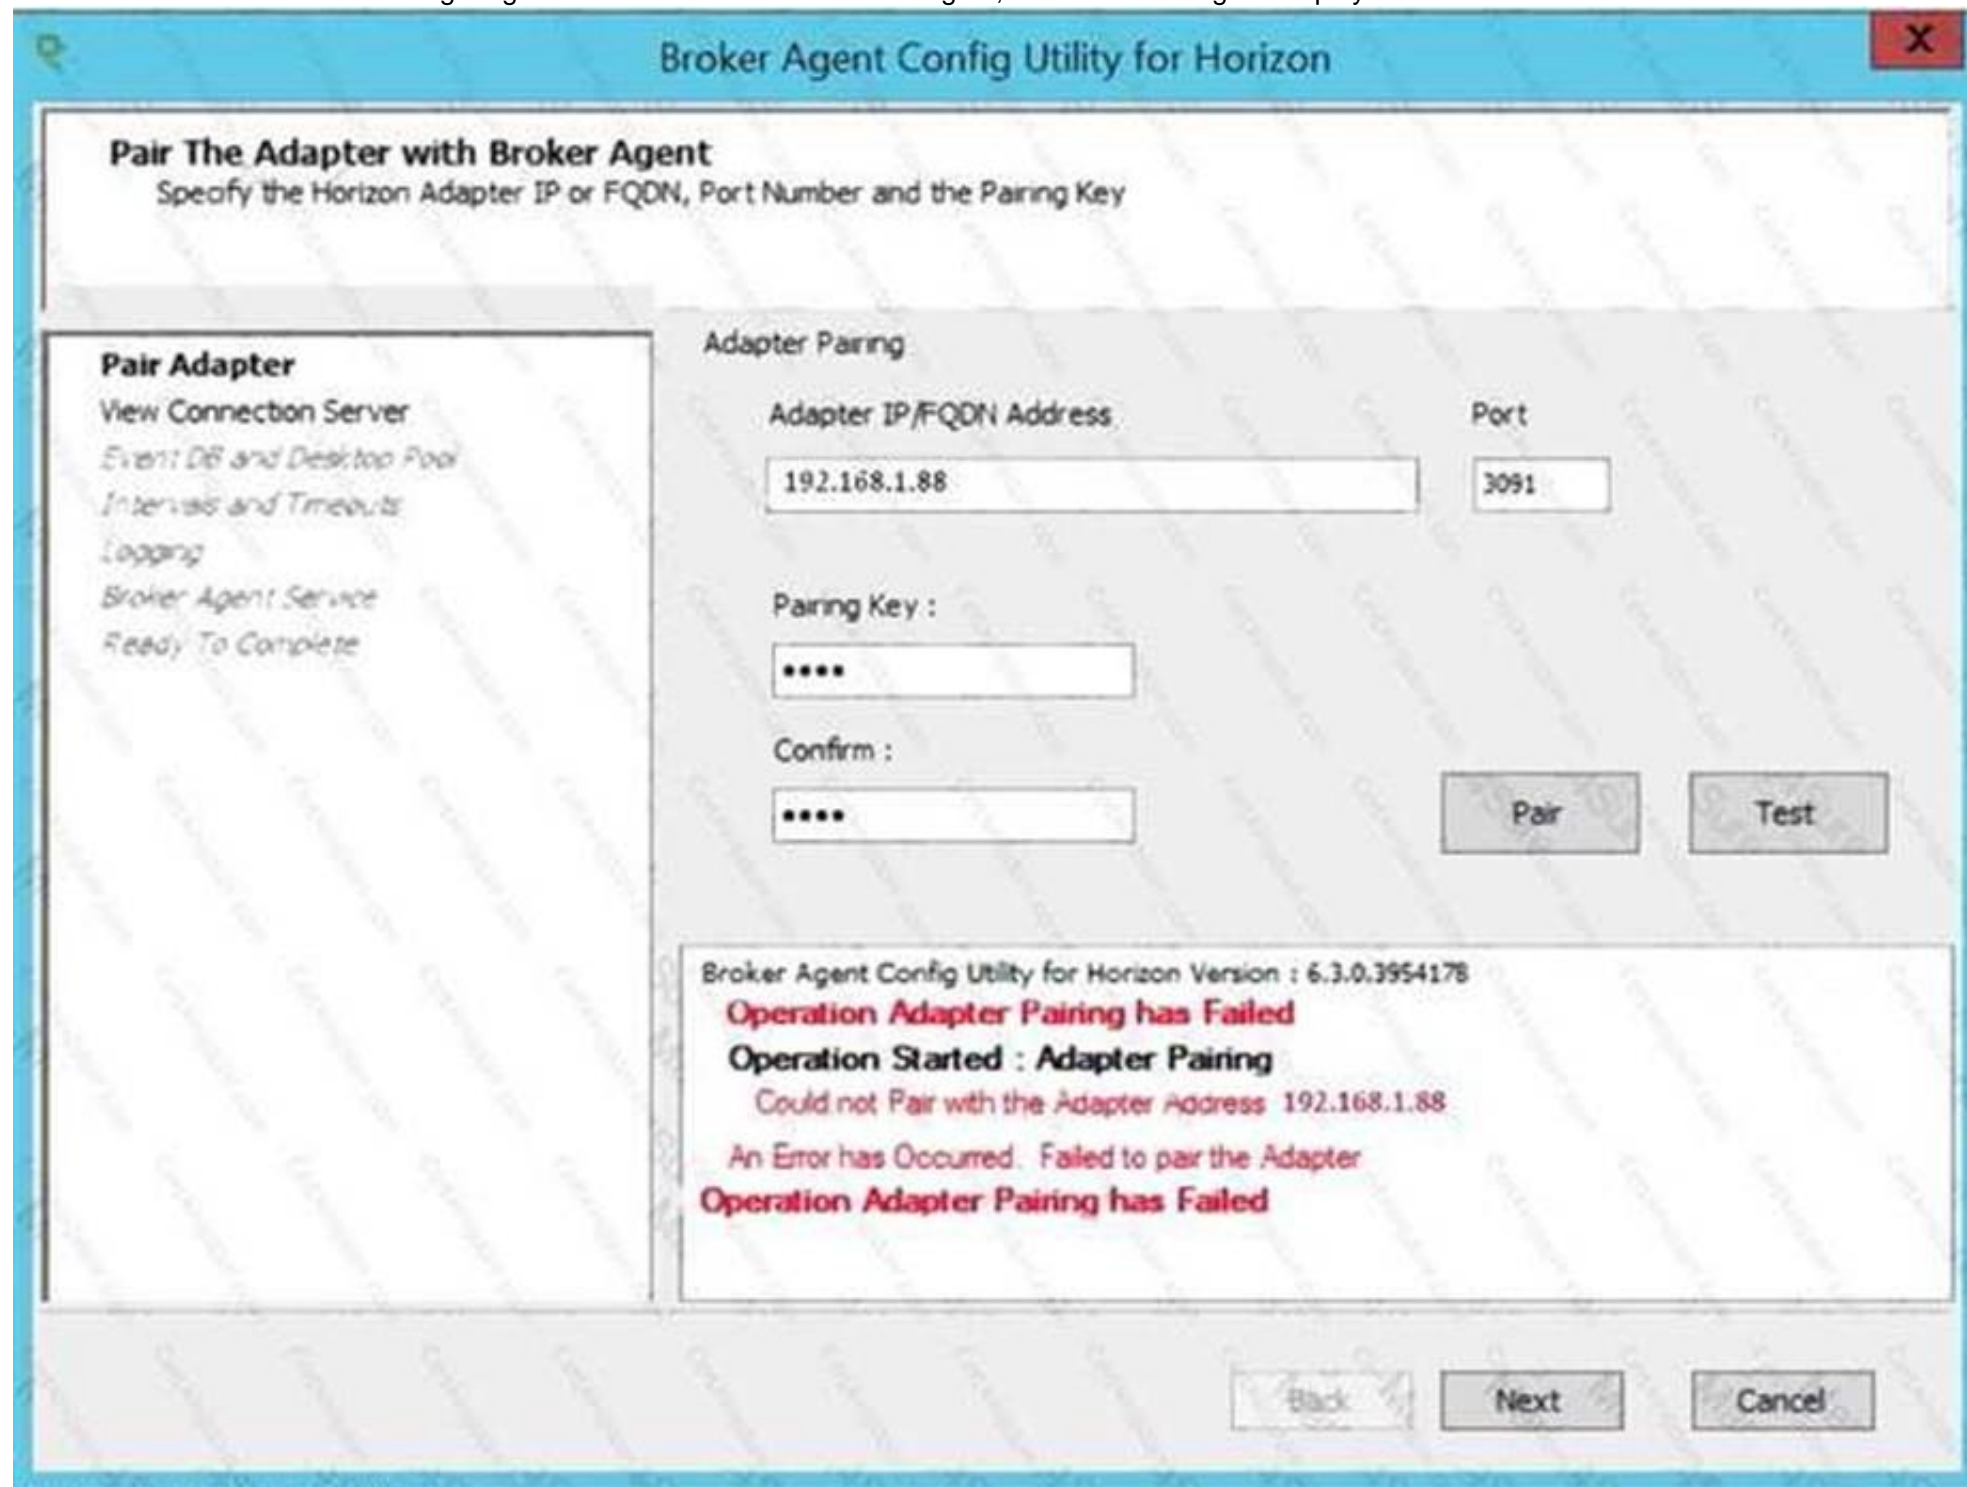 Broker Agent Config Utility for Horizon
X
Pair The Adapter with Broker Agent
Specify the Horizon Adapter IP or FQDN, Port Number and the Pairing Key
Pair Adapter
View Connection Server
Event DB and Desktop Pool
Intervals and Timeouts
Logging
Broker Agent Service
Ready To Complete
Adapter Pairing
Adapter IP/FQDN Address
Port
192.168.1.88
3091
Pairing Key :
••••
Confirm :
••••
Pair
Test
Broker Agent Config Utility for Horizon Version : 6.3.0.3954178
Operation Adapter Pairing has Failed
Operation Started : Adapter Pairing
Could not Pair with the Adapter Address 192.168.1.88
An Error has Occurred. Failed to pair the Adapter
Operation Adapter Pairing has Failed
Back
Next
Cancel